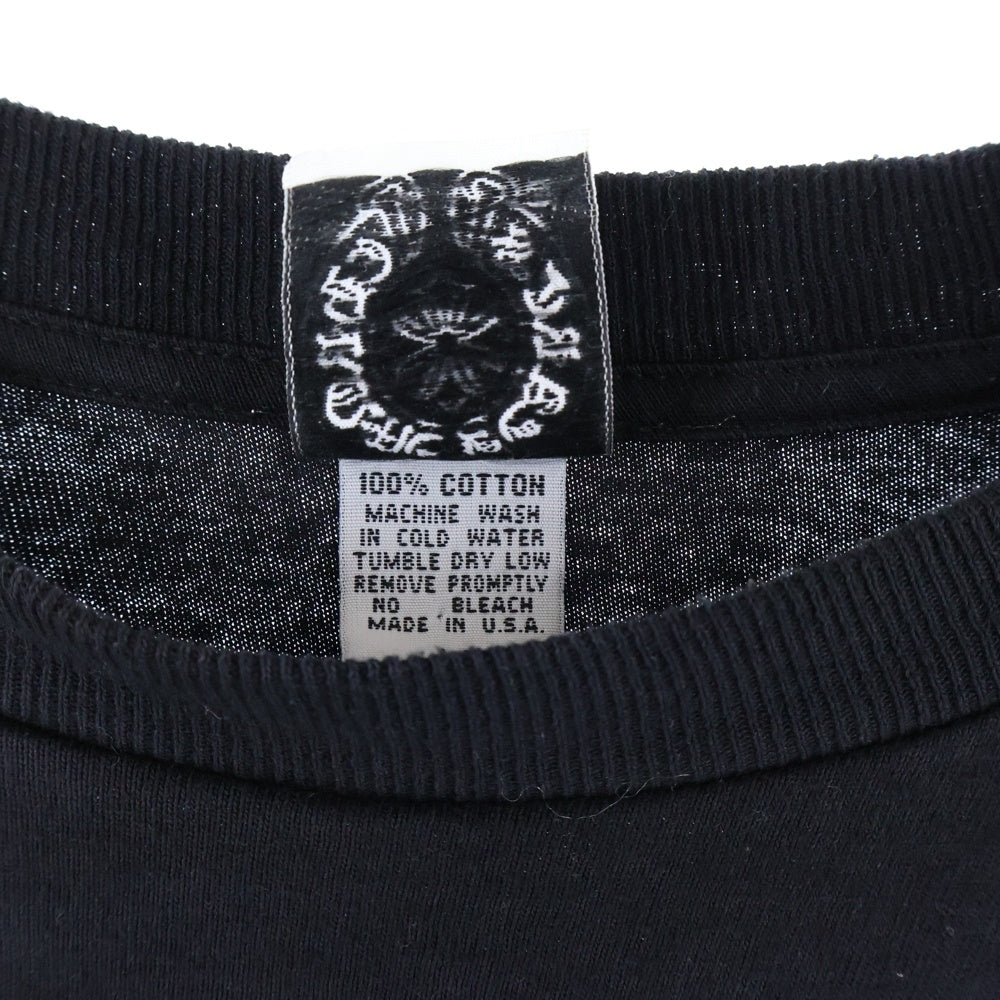 100% COTTON
MACHINE WASH
IN COLD WATER
TUMBLE DRY LOW
REMOVE PROMPTLY
NO BLEACH
MADE IN U.S.A.